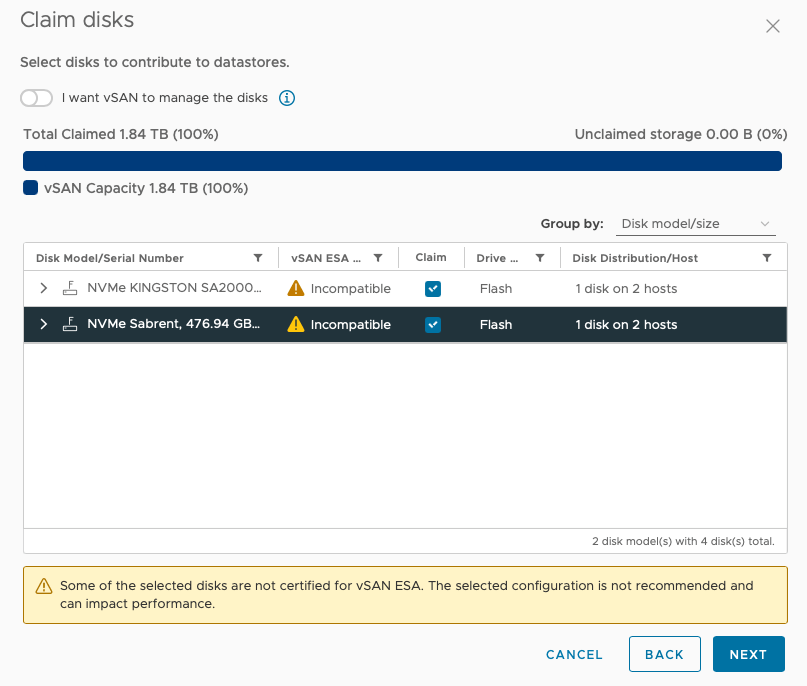 Claim disks
Select disks to contribute to datastores.
I want vSAN to manage the disks
Total Claimed 1.84 TB (100%) Unclaimed storage 0.00 B (0%)
vSAN Capacity 1.84 TB (100%)
Group by: Disk model/size
Disk Model/Serial Number vSAN ESA ... Claim Drive ... Disk Distribution/Host
NVMe KINGSTON SA2000... Incompatible Flash 1 disk on 2 hosts
NVMe Sabrent, 476.94 GB... Incompatible Flash 1 disk on 2 hosts
2 disk model(s) with 4 disk(s) total.
Some of the selected disks are not certified for vSAN ESA. The selected configuration is not recommended and
can impact performance.
CANCEL BACK NEXT